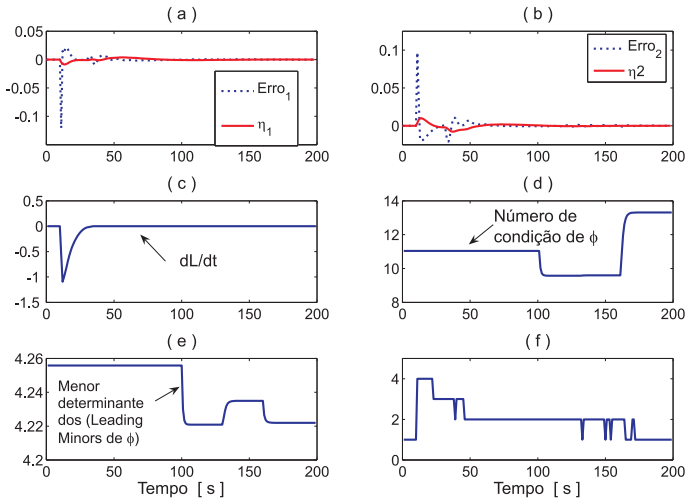 ( a )
0.05
0
-0.05
-0.1
Erro1
η1
0 50 100 150 200
( b )
0.1
0.05
0
Erro2
η2
0 50 100 150 200
( c )
0.5
0
-0.5
-1
-1.5
dL/dt
0 50 100 150 200
( d )
14
12
10
8
Número de
condição de ϕ
0 50 100 150 200
( e )
4.26
4.24
4.22
4.2
Menor
determinante
dos (Leading
Minors de ϕ)
0 50 100 150 200
Tempo [ s ]
( f )
4
2
0
0 50 100 150 200
Tempo [ s ]